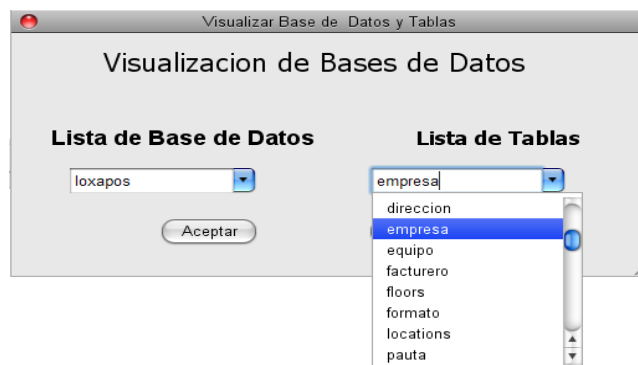 Visualizar Base de Datos y Tablas
Visualizacion de Bases de Datos
Lista de Base de Datos
Lista de Tablas
loxapos
empresa
Aceptar
direccion
empresa
equipo
facturero
floors
formato
locations
pauta